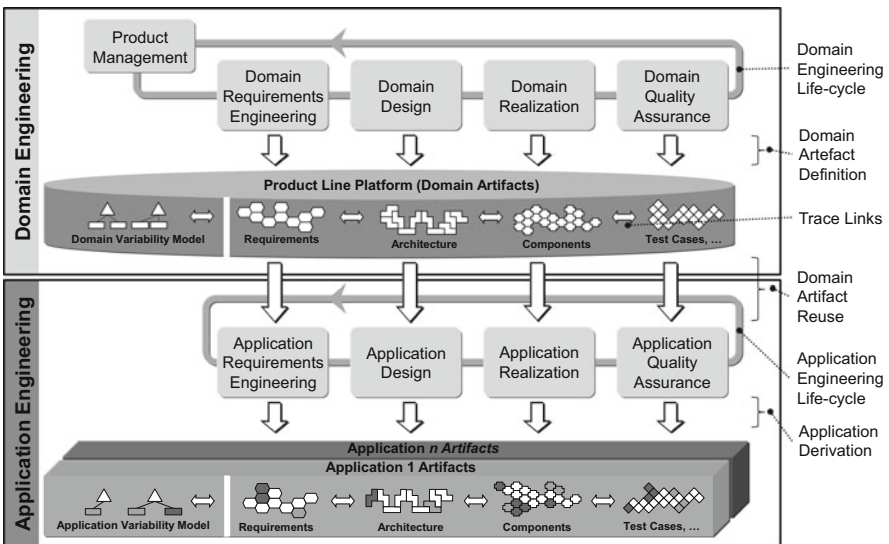 Domain Engineering
Product
Management
Domain
Requirements
Engineering
Domain
Design
Domain
Realization
Domain
Quality
Assurance
Domain
Engineering
Life-cycle
Domain
Artefact
Definition
Product Line Platform (Domain Artifacts)
Domain Variability Model
Requirements
Architecture
Components
Test Cases, ...
Trace Links
Domain
Artifact
Reuse
Application Engineering
Application
Requirements
Engineering
Application
Design
Application
Realization
Application
Quality
Assurance
Application
Engineering
Life-cycle
Application
Derivation
Application n Artifacts
Application 1 Artifacts
Application Variability Model
Requirements
Architecture
Components
Test Cases, ...